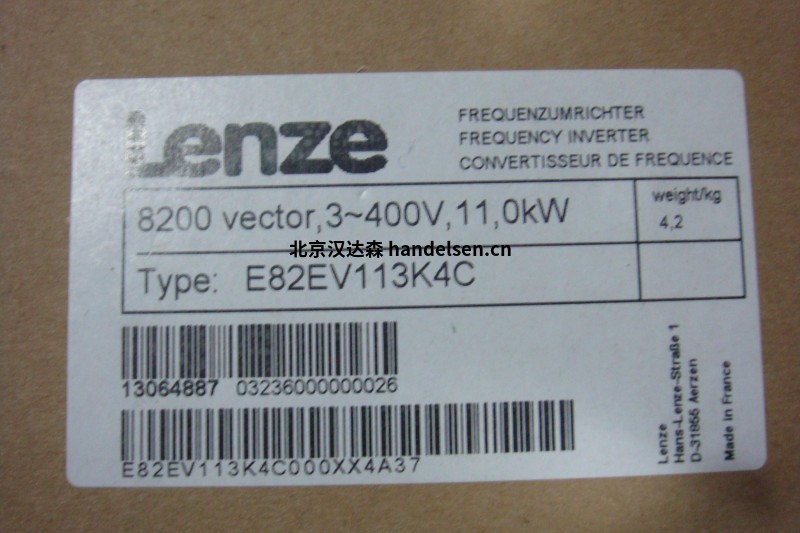 Lenze
FREQUENZUMRICHTER
FREQUENCY INVERTER
CONVERTISSEUR DE FREQUENCE
8200 vector,3~400V,11,0kW
weight/kg
4,2
北京汉达森 handelsen.cn
Type: E82EV113K4C
13064887 03236000000026
E82EV113K4C000XX4A37
Lenze
Hans-Lenze-Straße 1
D-31855 Aerzen
Made in France